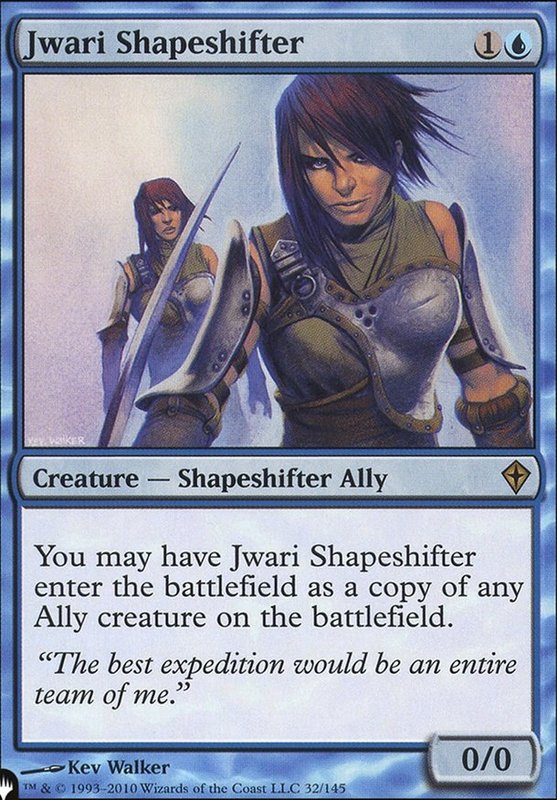 Jwari Shapeshifter 1
KEV. WALKER
Creature — Shapeshifter Ally
You may have Jwari Shapeshifter
enter the battlefield as a copy of any
Ally creature on the battlefield.
“The best expedition would be an entire
team of me.”
0/0
Kev Walker
™ & © 1993–2010 Wizards of the Coast LLC 32/145